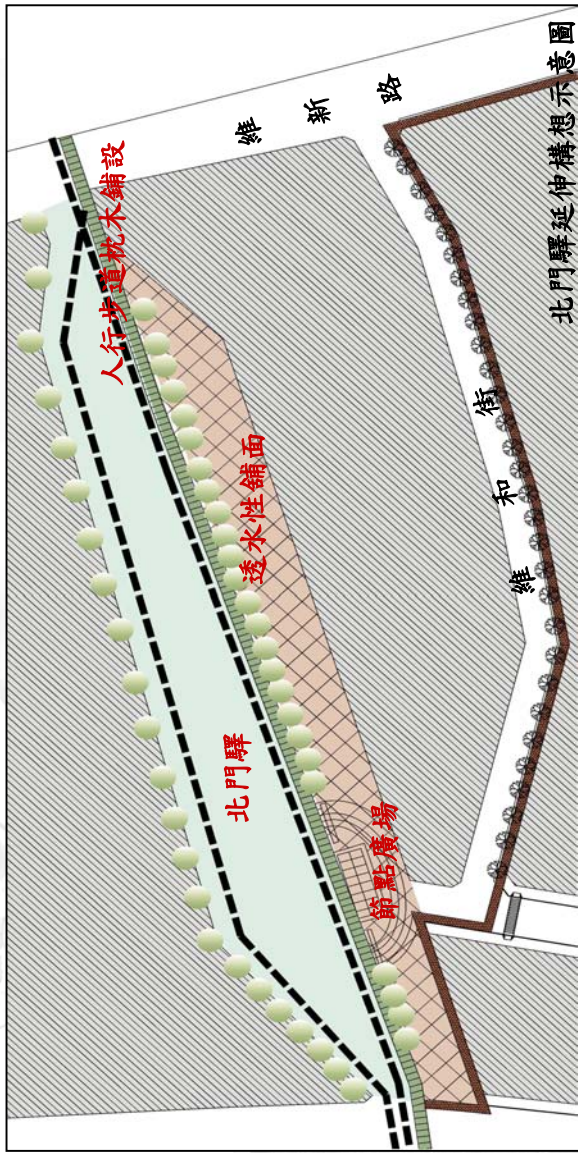 維新路
人行步道枕木鋪設
透水性舖面
北門驛
節點廣場
維和街
北門驛延伸構想示意圖